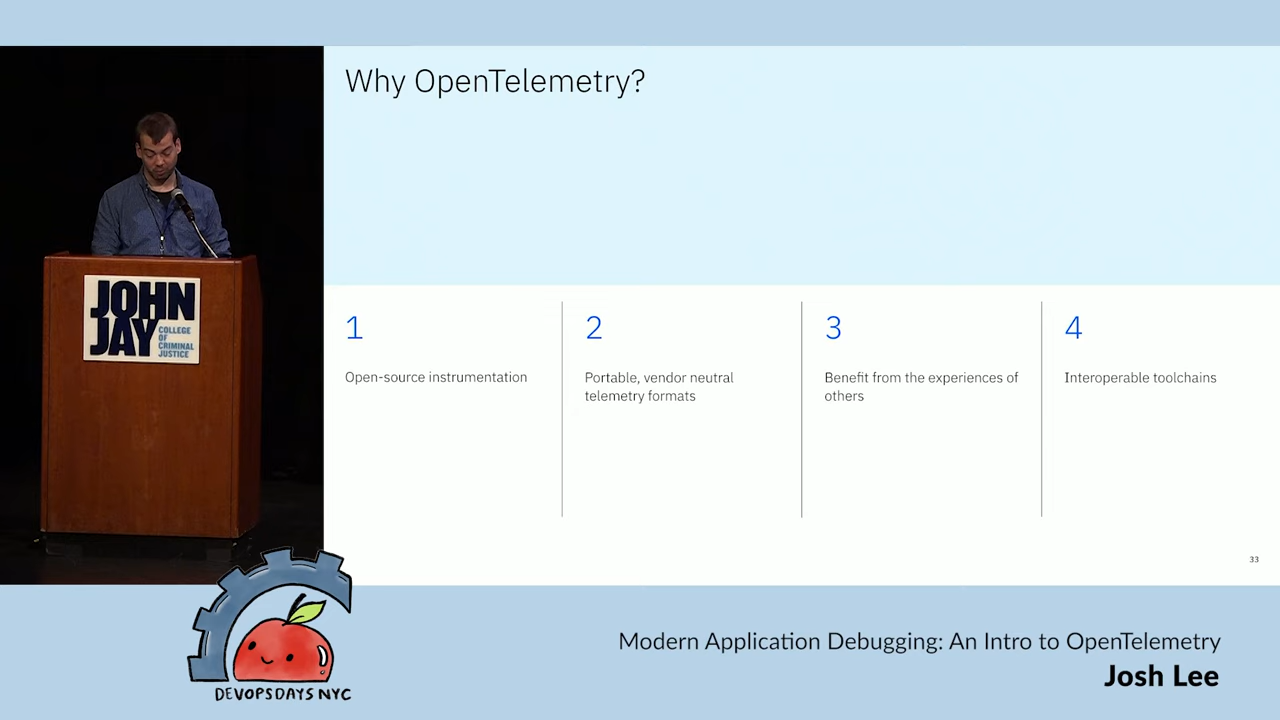 Why OpenTelemetry?
1
Open-source instrumentation
2
Portable, vendor neutral
telemetry formats
3
Benefit from the experiences of
others
4
Interoperable toolchains
33
JOHN
JAY
COLLEGE
OF
CRIMINAL
JUSTICE
DEVOPSDAYS NYC
Modern Application Debugging: An Intro to OpenTelemetry
Josh Lee